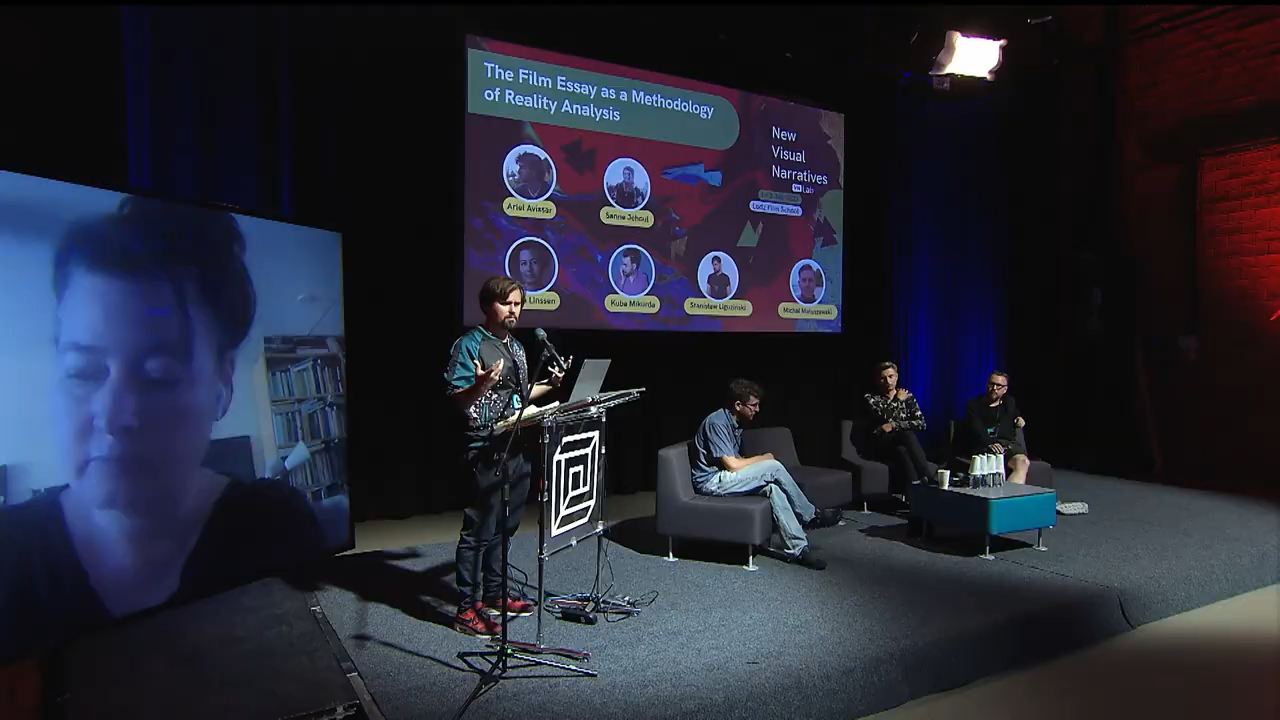 The Film Essay as a Methodology
of Reality Analysis
New
Visual
Narratives
Lab
Lodz Film School
Ariel Avissar
Sanne Jehoul
Linssen
Kuba Mikurda
Stanisław Liguziński
Michał Matuszewski